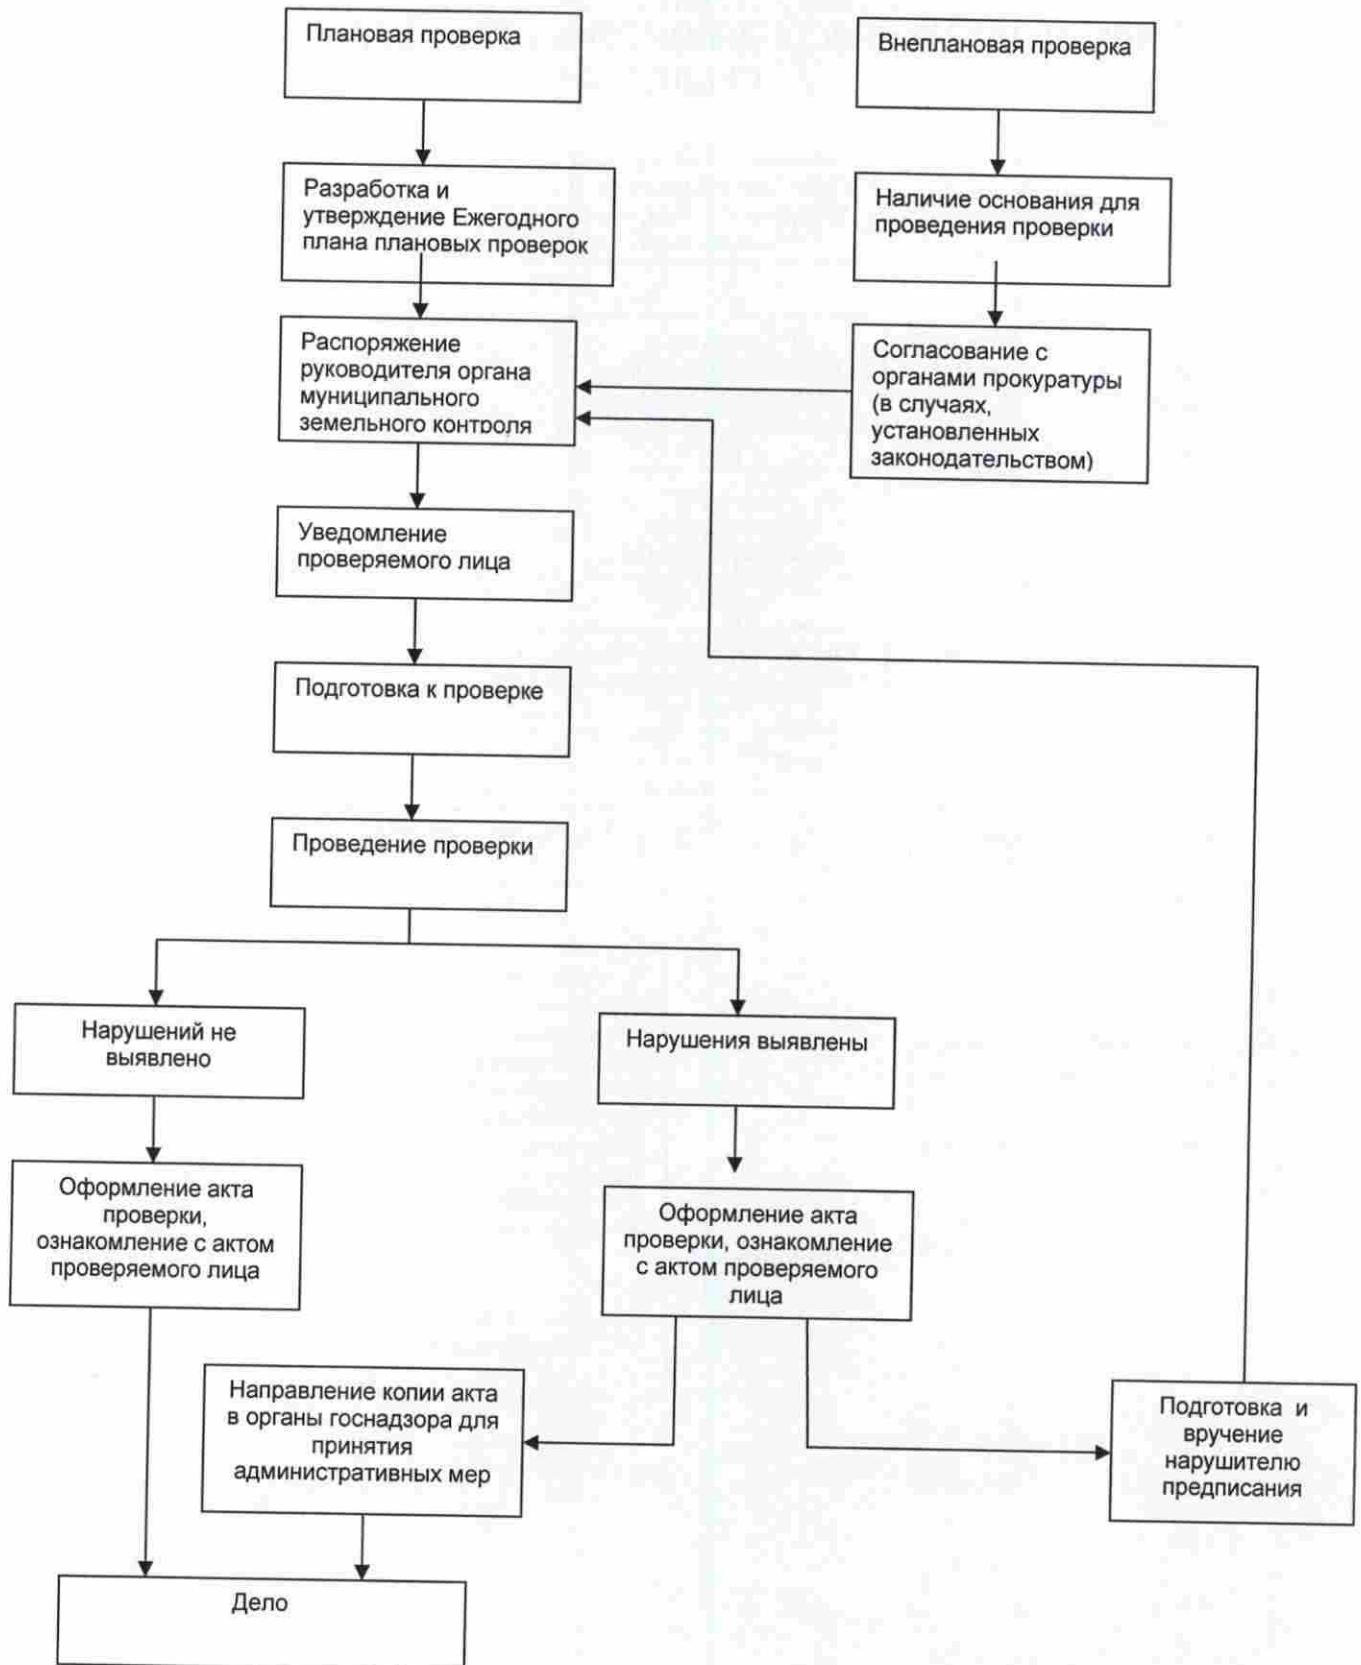 Плановая проверка
Внеплановая проверка
Разработка и
утверждение Ежегодного
плана плановых проверок
Наличие основания для
проведения проверки
Распоряжение
руководителя органа
муниципального
земельного контроля
Согласование с
органами прокуратуры
(в случаях,
установленных
законодательством)
Уведомление
проверяемого лица
Подготовка к проверке
Проведение проверки
Нарушений не
выявлено
Нарушения выявлены
Оформление акта
проверки,
ознакомление с актом
проверяемого лица
Оформление акта
проверки, ознакомление
с актом проверяемого
лица
Направление копии акта
в органы госнадзора для
принятия
административных мер
Подготовка и
вручение
нарушителю
предписания
Дело